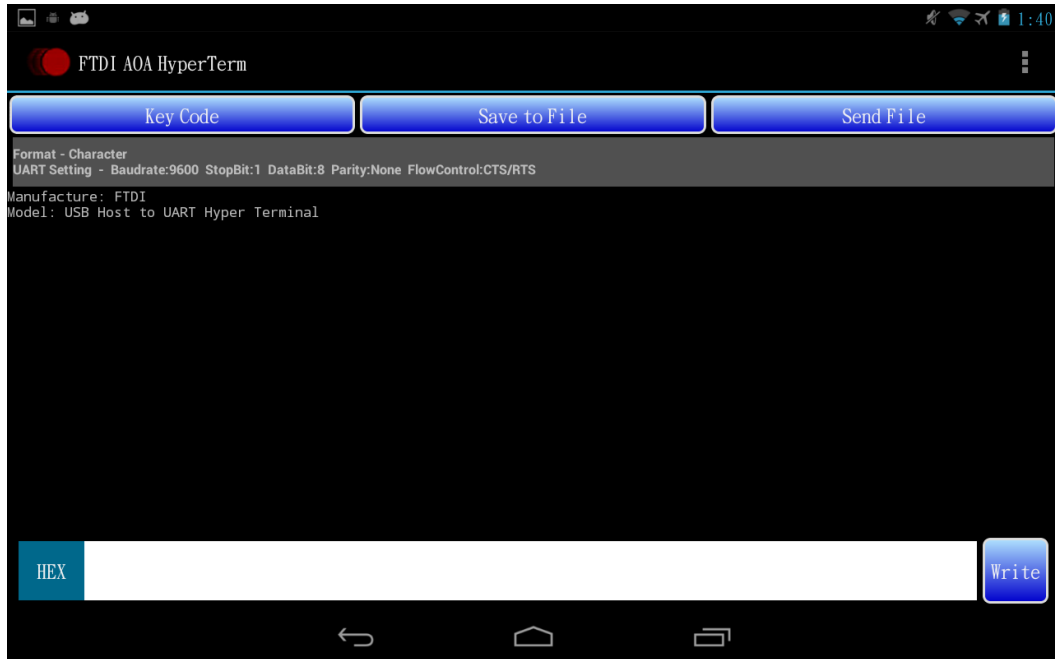 1:40
FTDI AOA HyperTerm
Key Code Save to File Send File
Format - Character
UART Setting - Baudrate:9600 StopBit:1 DataBit:8 Parity:None FlowControl:CTS/RTS
Manufacture: FTDI
Model: USB Host to UART Hyper Terminal
HEX Write